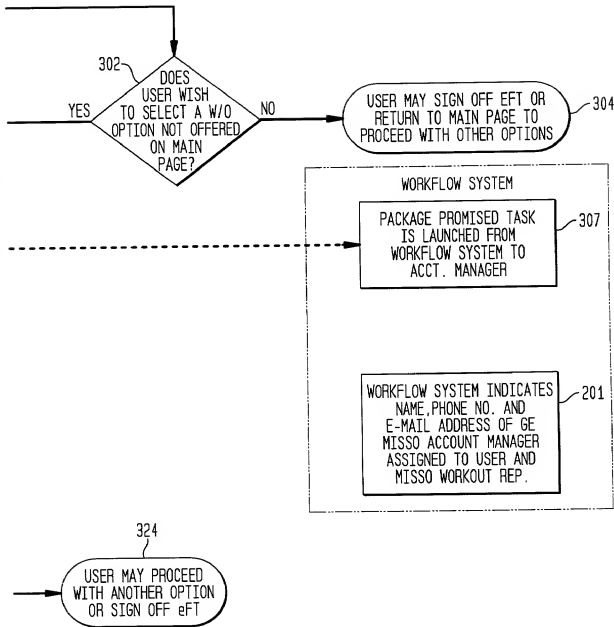 302
DOES
USER WISH
TO SELECT A W/O
OPTION NOT OFFERED
ON MAIN
PAGE?
YES
NO
USER MAY SIGN OFF EFT OR
RETURN TO MAIN PAGE TO
PROCEED WITH OTHER OPTIONS
304
WORKFLOW SYSTEM
PACKAGE PROMISED TASK
IS LAUNCHED FROM
WORKFLOW SYSTEM TO
ACCT. MANAGER
307
WORKFLOW SYSTEM INDICATES
NAME,PHONE NO. AND
E-MAIL ADDRESS OF GE
MISSO ACCOUNT MANAGER
ASSIGNED TO USER AND
MISSO WORKOUT REP.
201
324
USER MAY PROCEED
WITH ANOTHER OPTION
OR SIGN OFF eFT